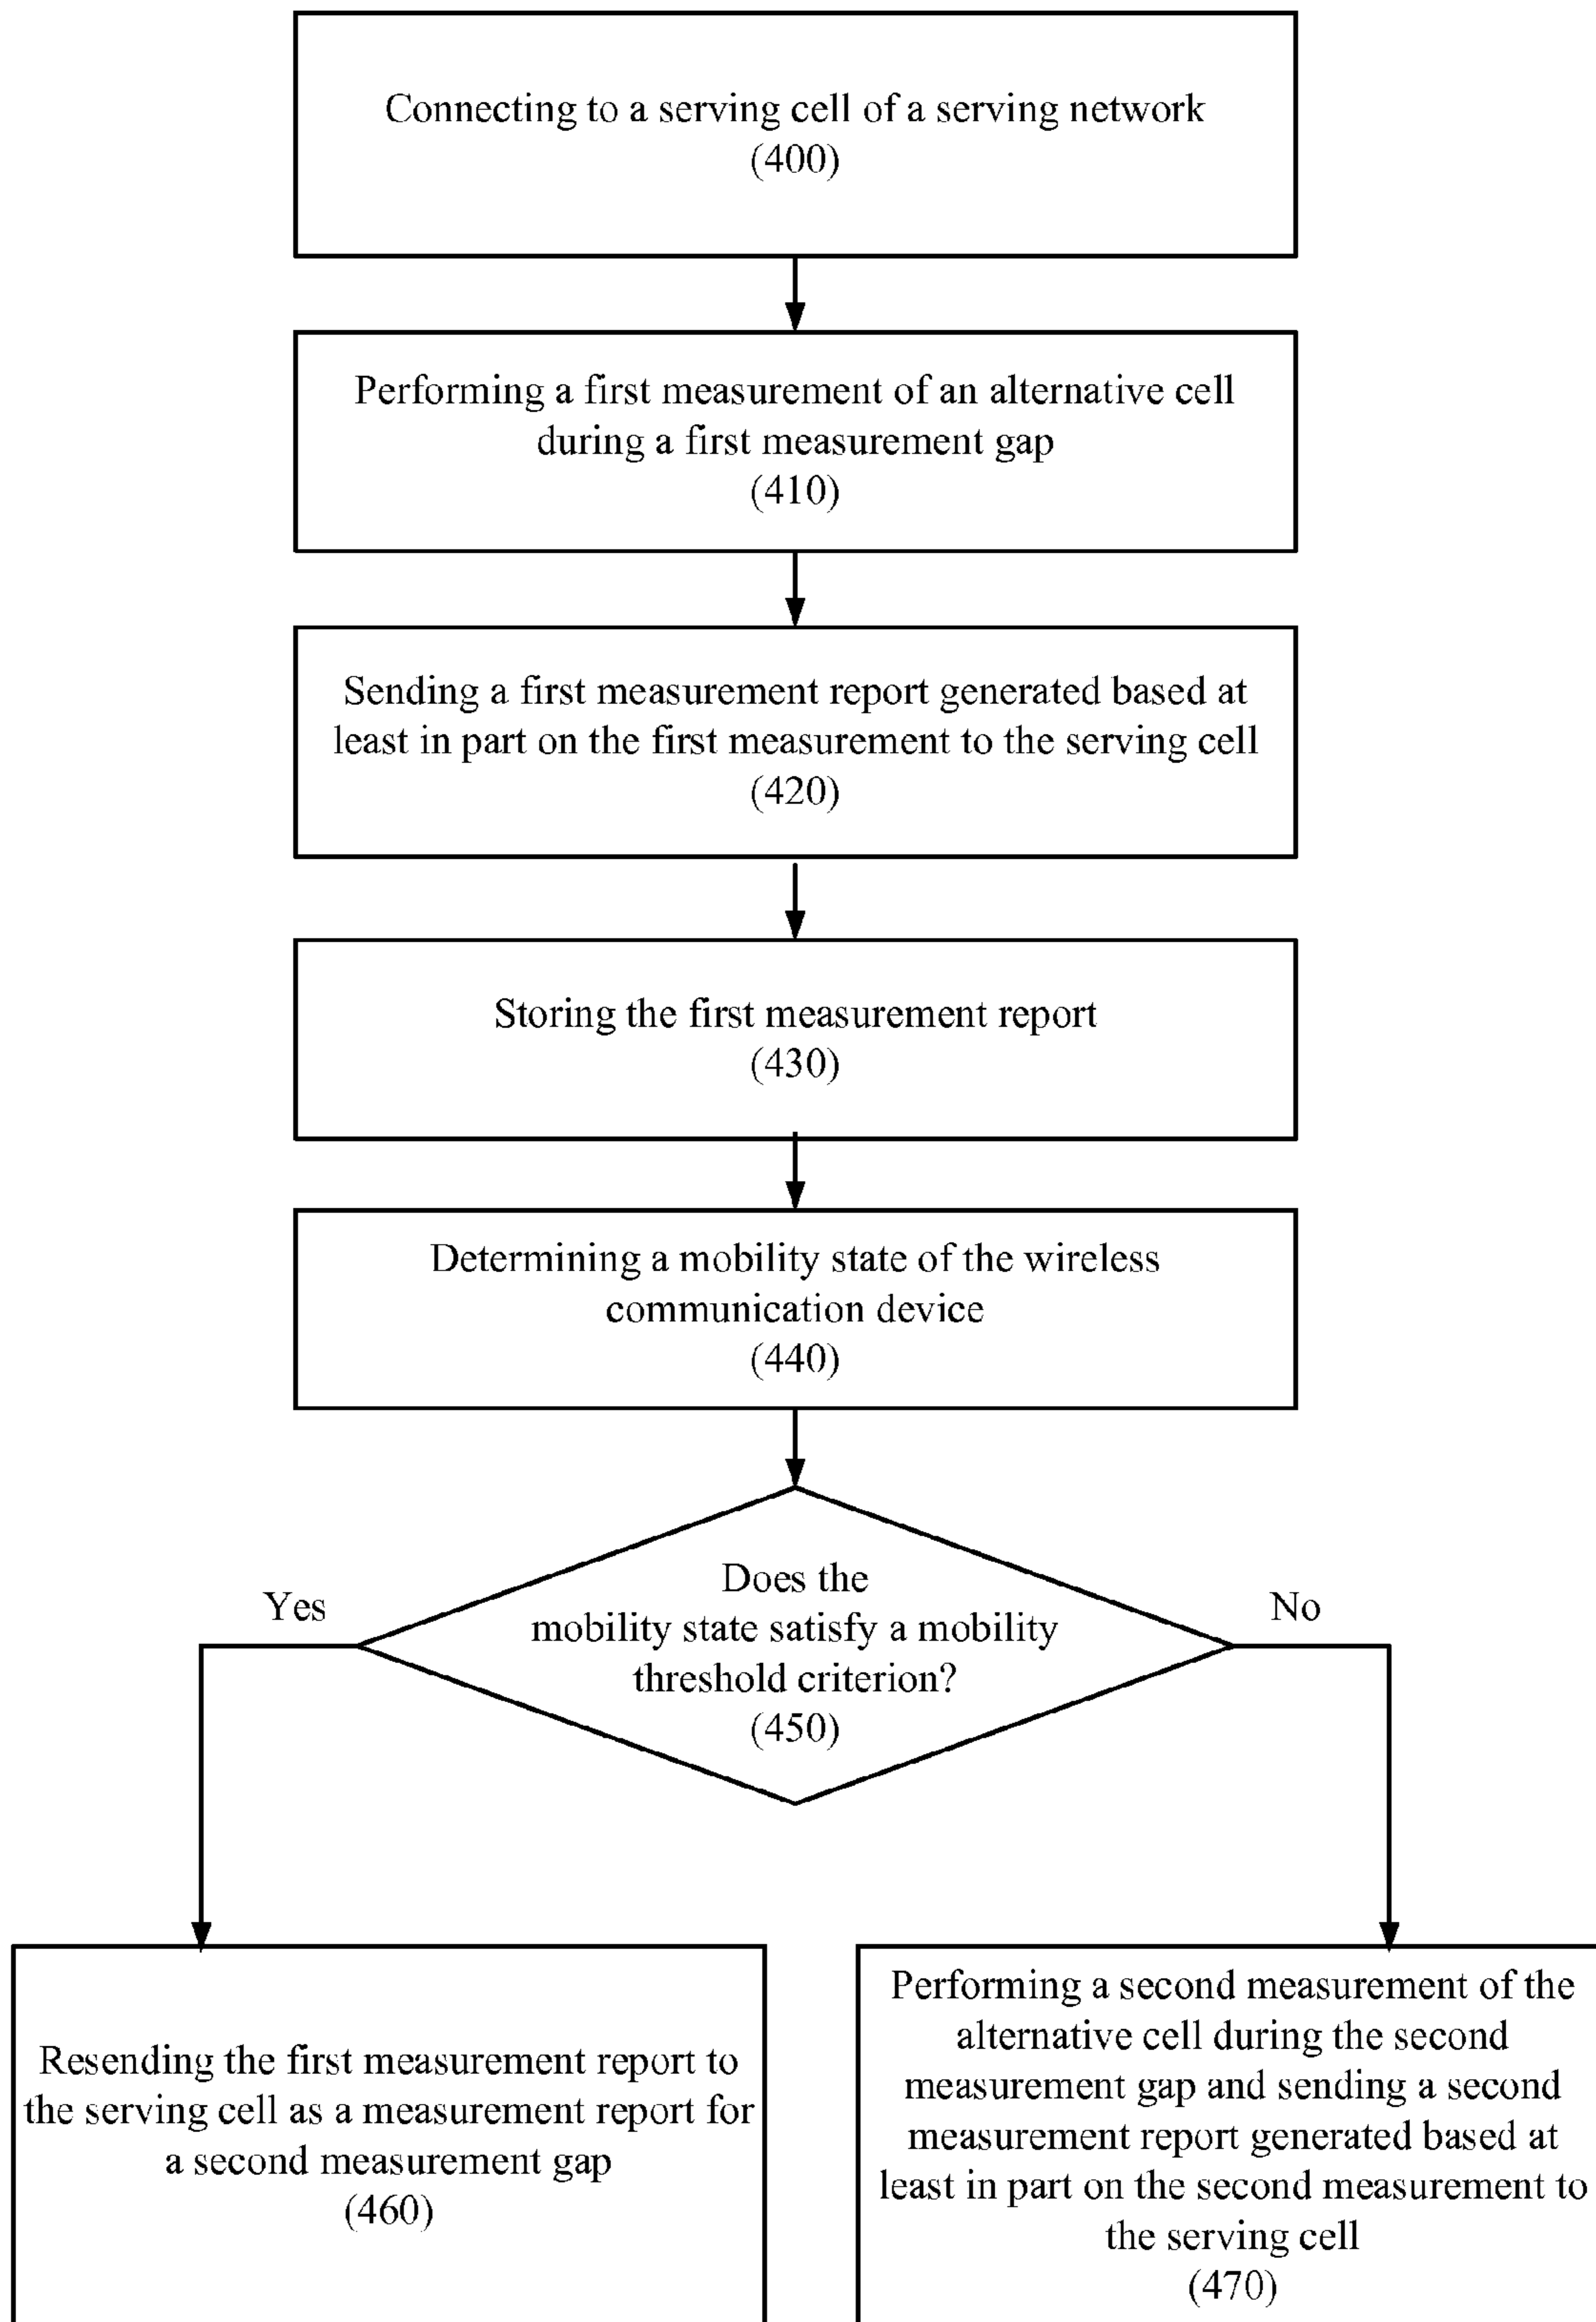 Connecting to a serving cell of a serving network
(400)
Performing a first measurement of an alternative cell
during a first measurement gap
(410)
Sending a first measurement report generated based at
least in part on the first measurement to the serving cell
(420)
Storing the first measurement report
(430)
Determining a mobility state of the wireless
communication device
(440)
Does the
mobility state satisfy a mobility
threshold criterion?
(450)
Yes
No
Resending the first measurement report to
the serving cell as a measurement report for
a second measurement gap
(460)
Performing a second measurement of the
alternative cell during the second
measurement gap and sending a second
measurement report generated based at
least in part on the second measurement to
the serving cell
(470)